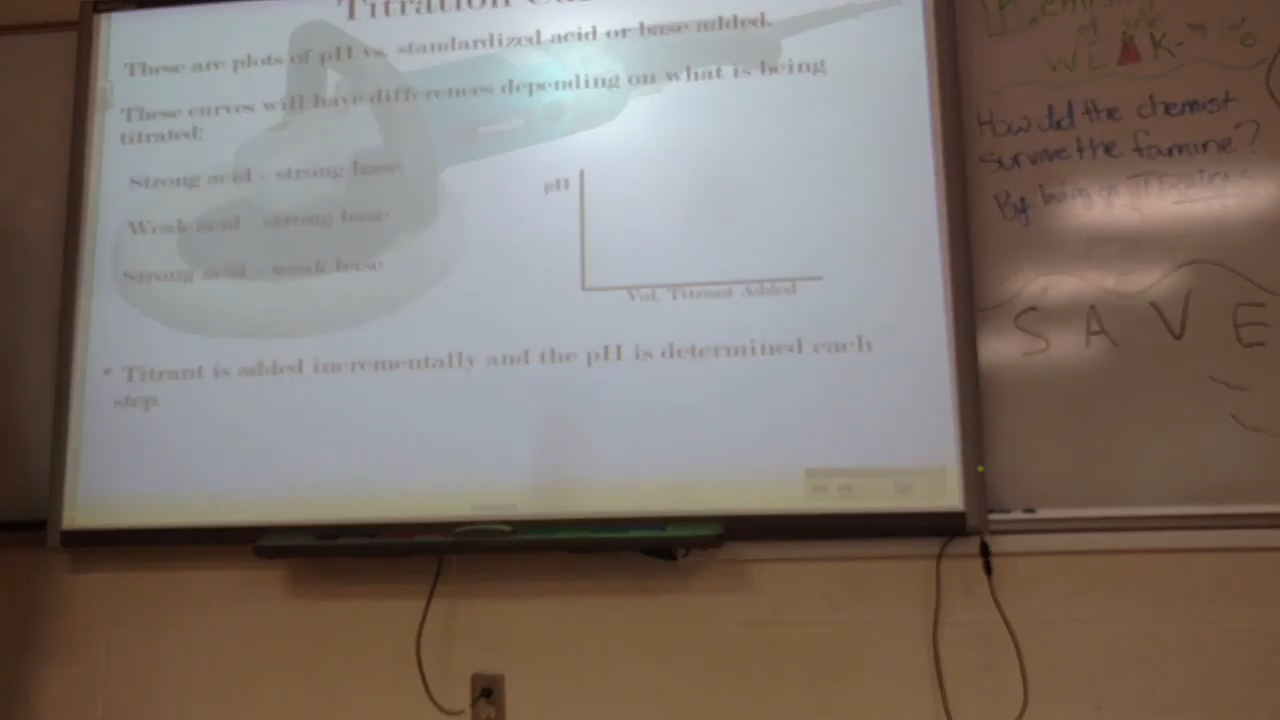 Titration
These are plots of pH vs. standardized acid or base added.
These curves will have differences depending on what is being
titrated:
Strong acid - strong base
Weak acid - strong base
Strong acid - weak base
pH
Vol. Titrant Added
* Titrant is added incrementally and the pH is determined each
step.
of the
WEAK
How did the chemist
survive the famine?
By
SAVE